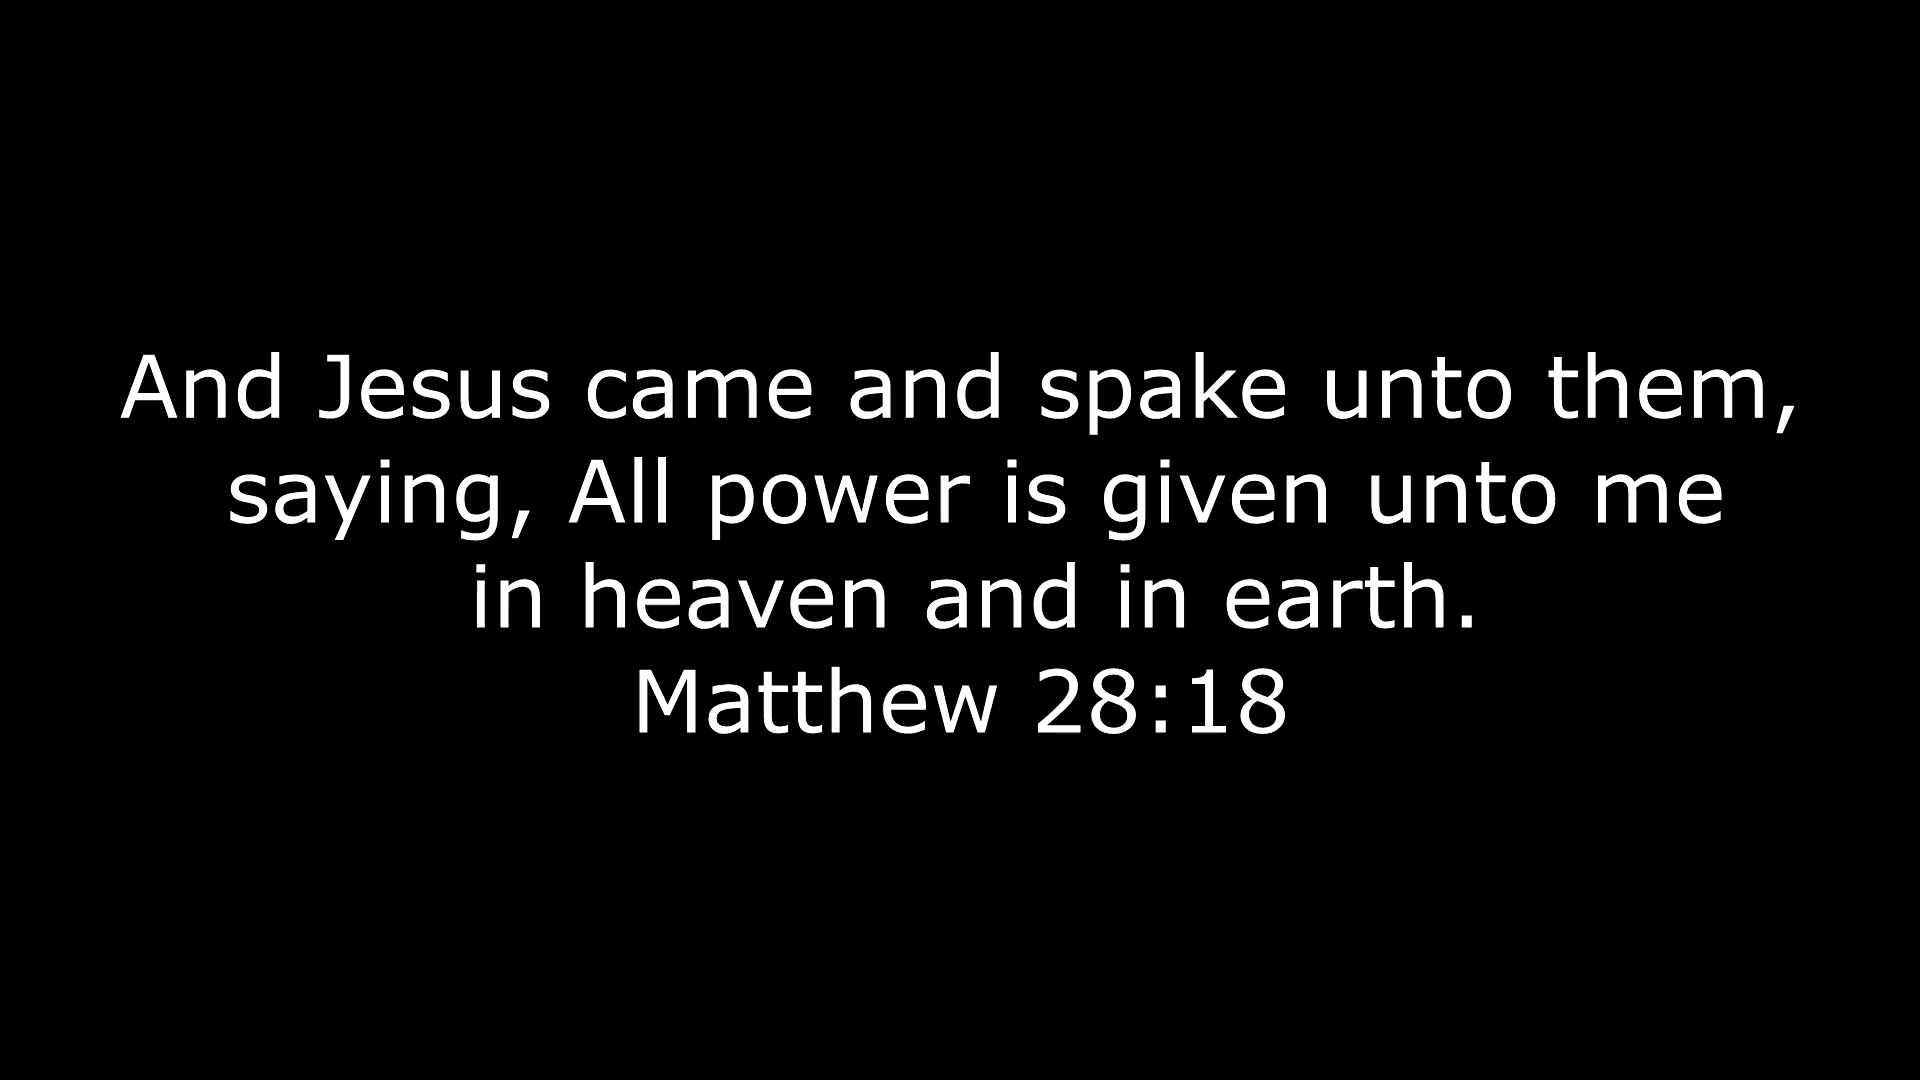 And Jesus came and spake unto them,
saying, All power is given unto me
in heaven and in earth.
Matthew 28:18